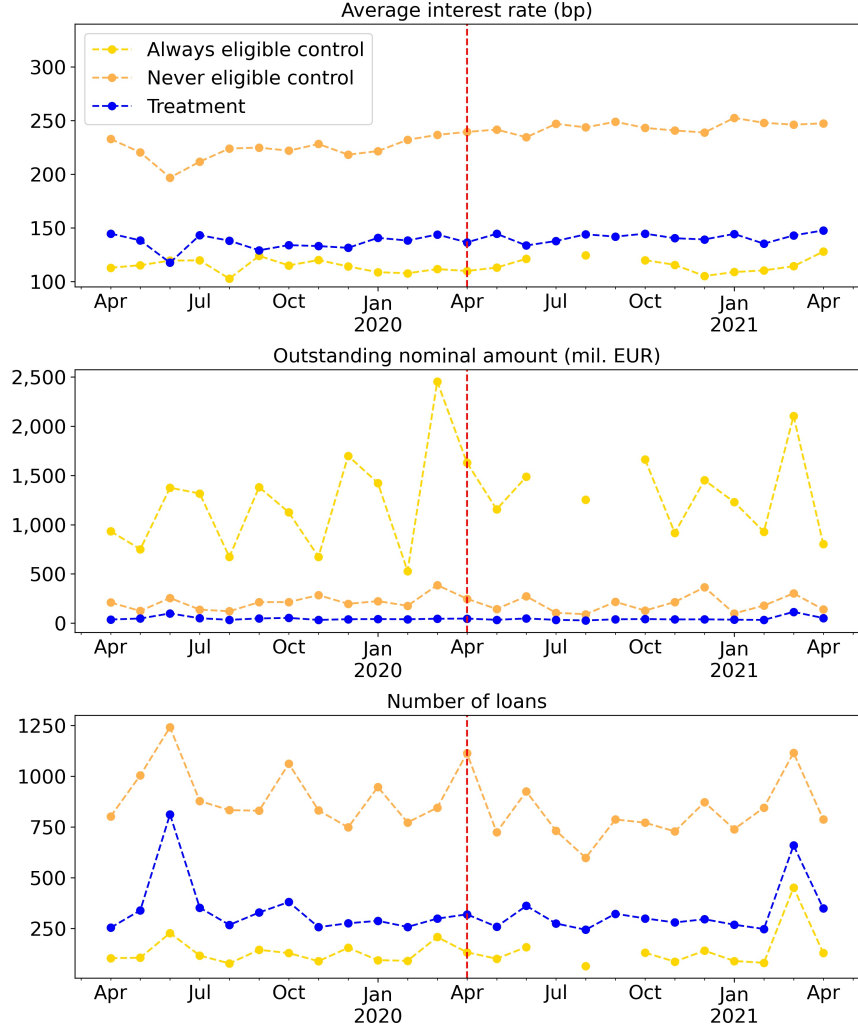 Average interest rate (bp)
300
250
200
150
100
Always eligible control
Never eligible control
Treatment
Apr Jul Oct Jan Apr Jul Oct Jan Apr
2020 2021
Outstanding nominal amount (mil. EUR)
2,500
2,000
1,500
1,000
500
0
Apr Jul Oct Jan Apr Jul Oct Jan Apr
2020 2021
Number of loans
1250
1000
750
500
250
Apr Jul Oct Jan Apr Jul Oct Jan Apr
2020 2021